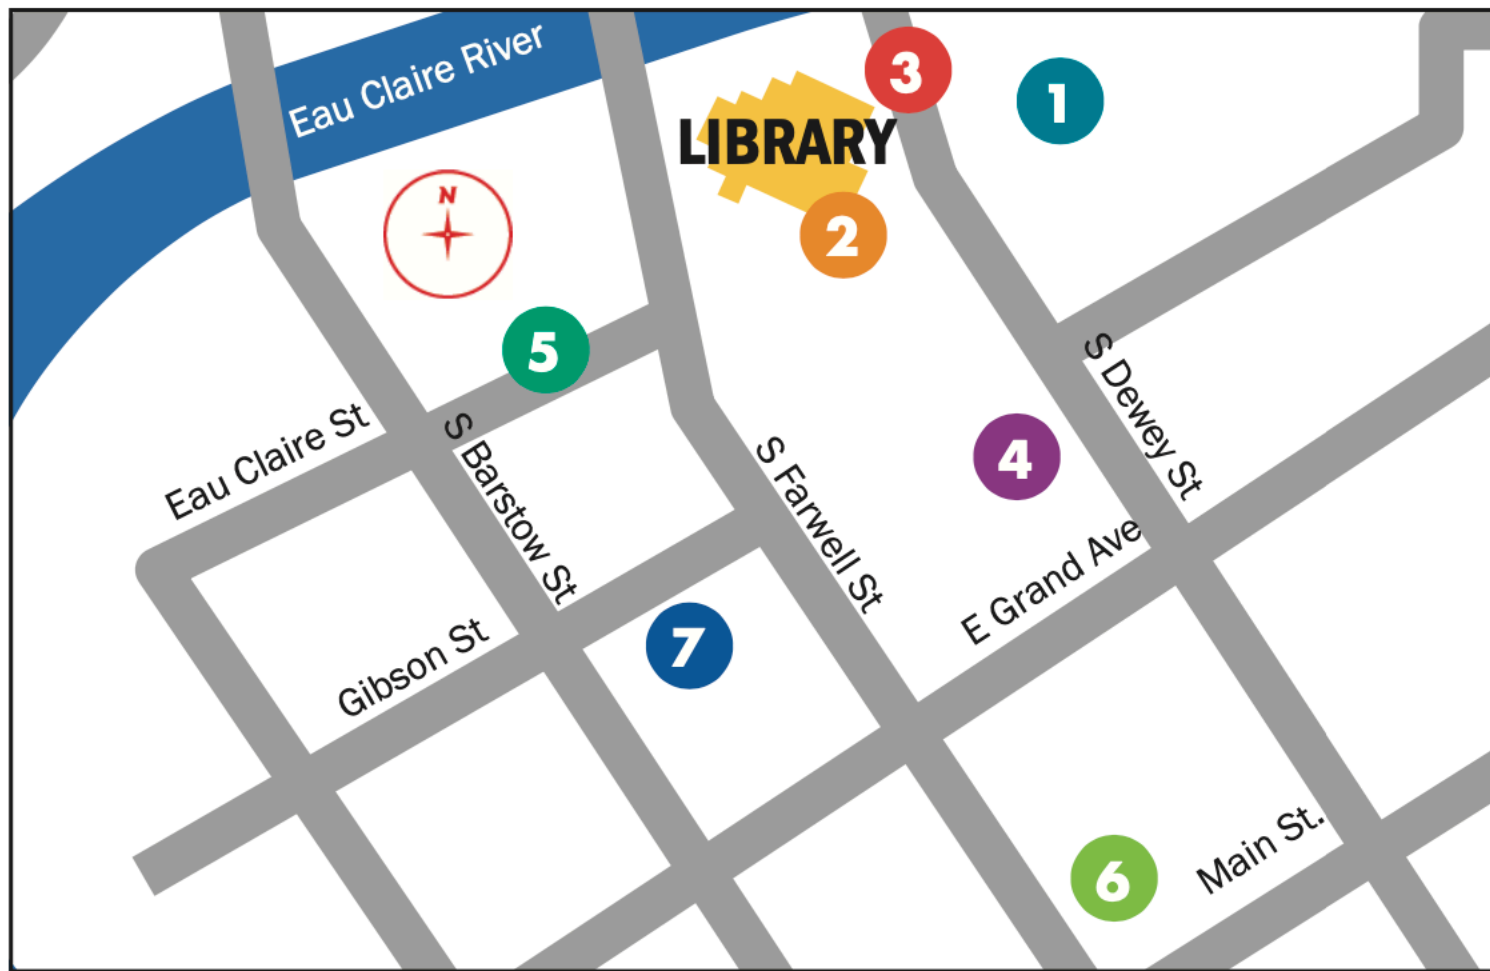 Eau Claire River
3
1
LIBRARY
N
2
5
S Dewey St
Eau Claire St
S Barstow St
S Farwell St
4
E Grand Ave
Gibson St
7
Main St.
6